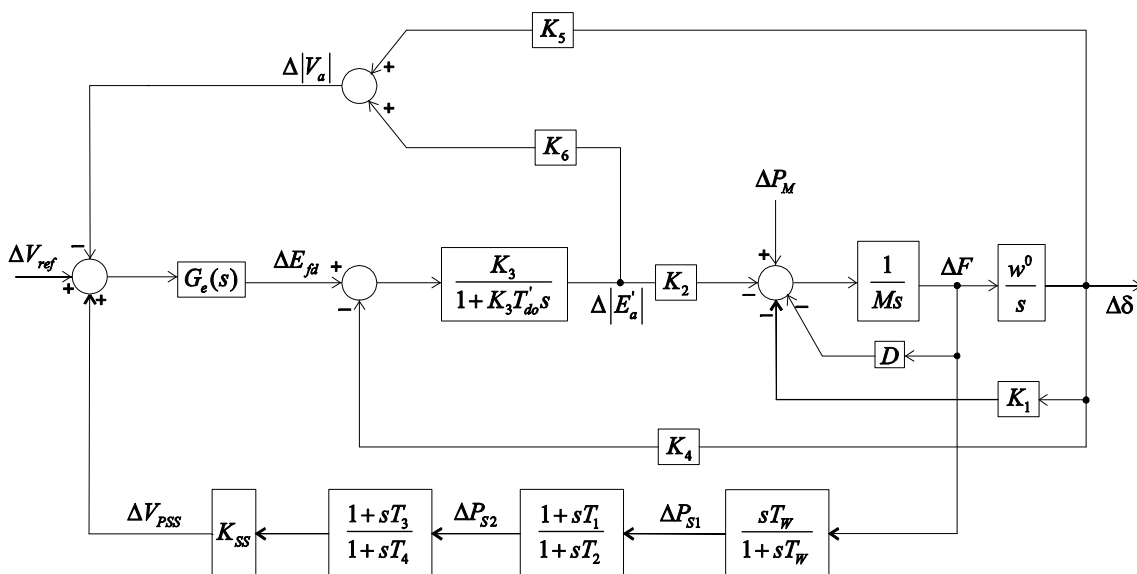 K_5
Δ|V_a|
+
+
K_6
ΔP_M
ΔV_ref
−
+
+
G_e(s)
ΔE_fd
+
−
K_3
1 + K_3 T'_do s
Δ|E'_a|
K_2
+
−
−
−
1
Ms
ΔF
w^0
s
Δδ
D
K_1
K_4
ΔV_PSS
K_SS
1 + sT_3
1 + sT_4
ΔP_S2
1 + sT_1
1 + sT_2
ΔP_S1
sT_W
1 + sT_W